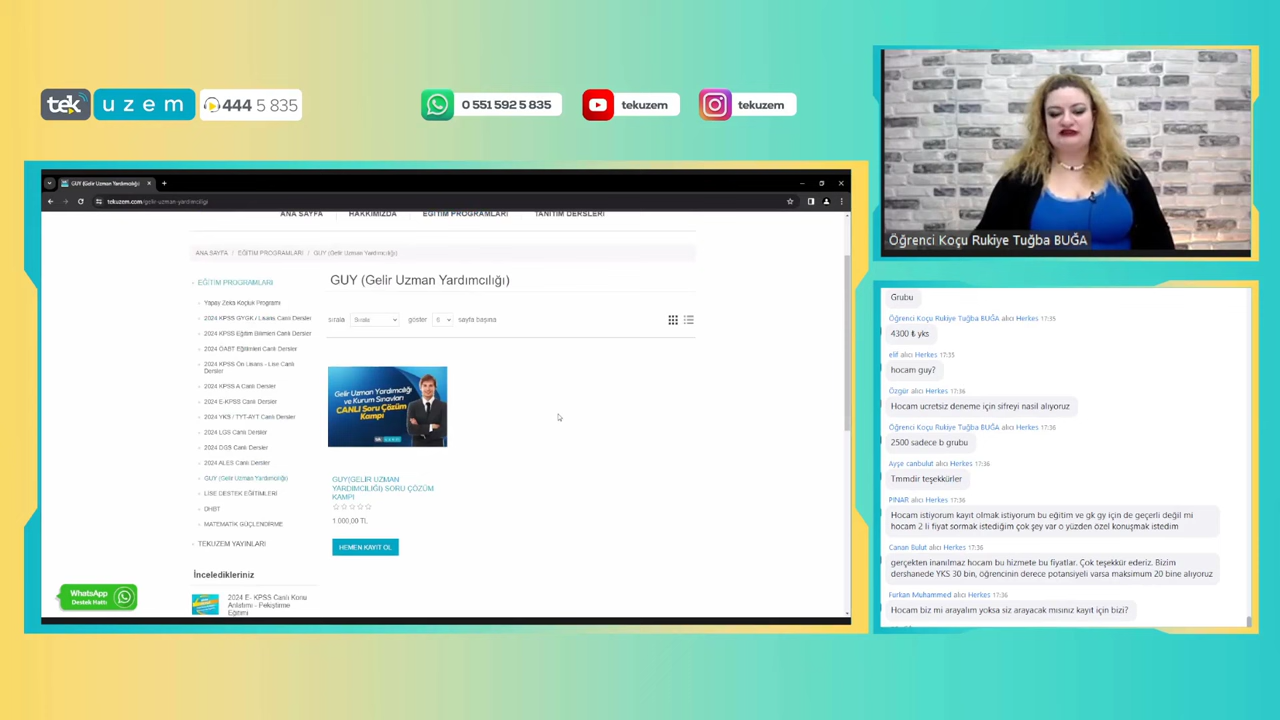 tek uzem 444 5 835
0 551 592 5 835
tekuzem
tekuzem
GUY (Gelir Uzman Yardımcılığı)
tekuzem.com/gelir-uzman-yardimciligi
ANA SAYFA HAKKIMIZDA EĞİTİM PROGRAMLARI TANITIM DERSLERİ
ANA SAYFA / EĞİTİM PROGRAMLARI / GUY (Gelir Uzman Yardımcılığı)
EĞİTİM PROGRAMLARI
Yapay Zeka Koçluk Programı
2024 KPSS GYGK / Lisans Canlı Dersler
2024 KPSS Eğitim Bilimleri Canlı Dersler
2024 ÖABT Eğitimleri Canlı Dersler
2024 KPSS Ön Lisans - Lise Canlı
Dersler
2024 KPSS A Canlı Dersler
2024 E-KPSS Canlı Dersler
2024 YKS / TYT-AYT Canlı Dersler
2024 LGS Canlı Dersler
2024 DGS Canlı Dersler
2024 ALES Canlı Dersler
GUY (Gelir Uzman Yardımcılığı)
LİSE DESTEK EĞİTİMLERİ
DHBT
MATEMATİK GÜÇLENDİRME
TEKUZEM YAYINLARI
İnceledikleriniz
2024 E- KPSS Canlı Konu
Anlatımı - Pekiştirme
Eğitimi
WhatsApp
Destek Hattı
GUY (Gelir Uzman Yardımcılığı)
sırala Sırala göster 6 sayfa başına
Gelir Uzman Yardımcılığı
ve Kurum Sınavları
CANLI Soru Çözüm
Kampı
GUY(GELİR UZMAN
YARDIMCILIĞI) SORU ÇÖZÜM
KAMPI
1.000,00 TL
HEMEN KAYIT OL
Öğrenci Koçu Rukiye Tuğba BUĞA
Grubu
Öğrenci Koçu Rukiye Tuğba BUĞA alıcı Herkes 17:35
4300 ₺ yks
elif alıcı Herkes 17:35
hocam guy?
Özgür alıcı Herkes 17:36
Hocam ucretsiz deneme için sifreyi nasil alıyoruz
Öğrenci Koçu Rukiye Tuğba BUĞA alıcı Herkes 17:36
2500 sadece b grubu
Ayşe canbulut alıcı Herkes 17:36
Tmmdir teşekkürler
PINAR alıcı Herkes 17:36
Hocam istiyorum kayıt olmak istiyorum bu eğitim ve gk gy için de geçerli değil mi
hocam 2 li fiyat sormak istediğim çok şey var o yüzden özel konuşmak istedim
Canan Bulut alıcı Herkes 17:36
gerçekten inanılmaz hocam bu hizmete bu fiyatlar. Çok teşekkür ederiz. Bizim
dershanede YKS 30 bin, öğrencinin derece potansiyeli varsa maksimum 20 bine alıyoruz
Furkan Muhammed alıcı Herkes 17:36
Hocam biz mi arayalım yoksa siz arayacak mısınız kayıt için bizi?